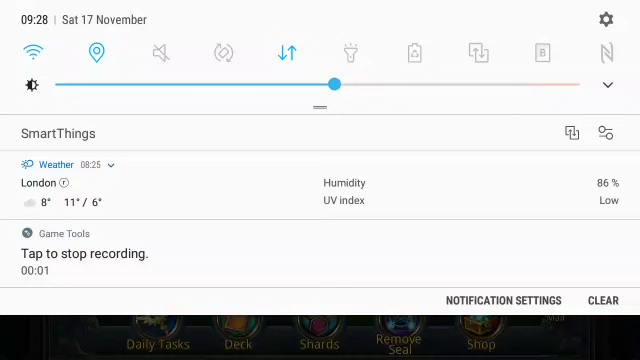 09:28 | Sat 17 November
SmartThings
Weather 08:25
London
Humidity 86 %
8° 11° / 6°
UV index Low
Game Tools
Tap to stop recording.
00:01
NOTIFICATION SETTINGS CLEAR
Mall
Daily Tasks Deck Shards Remove Seal Shop